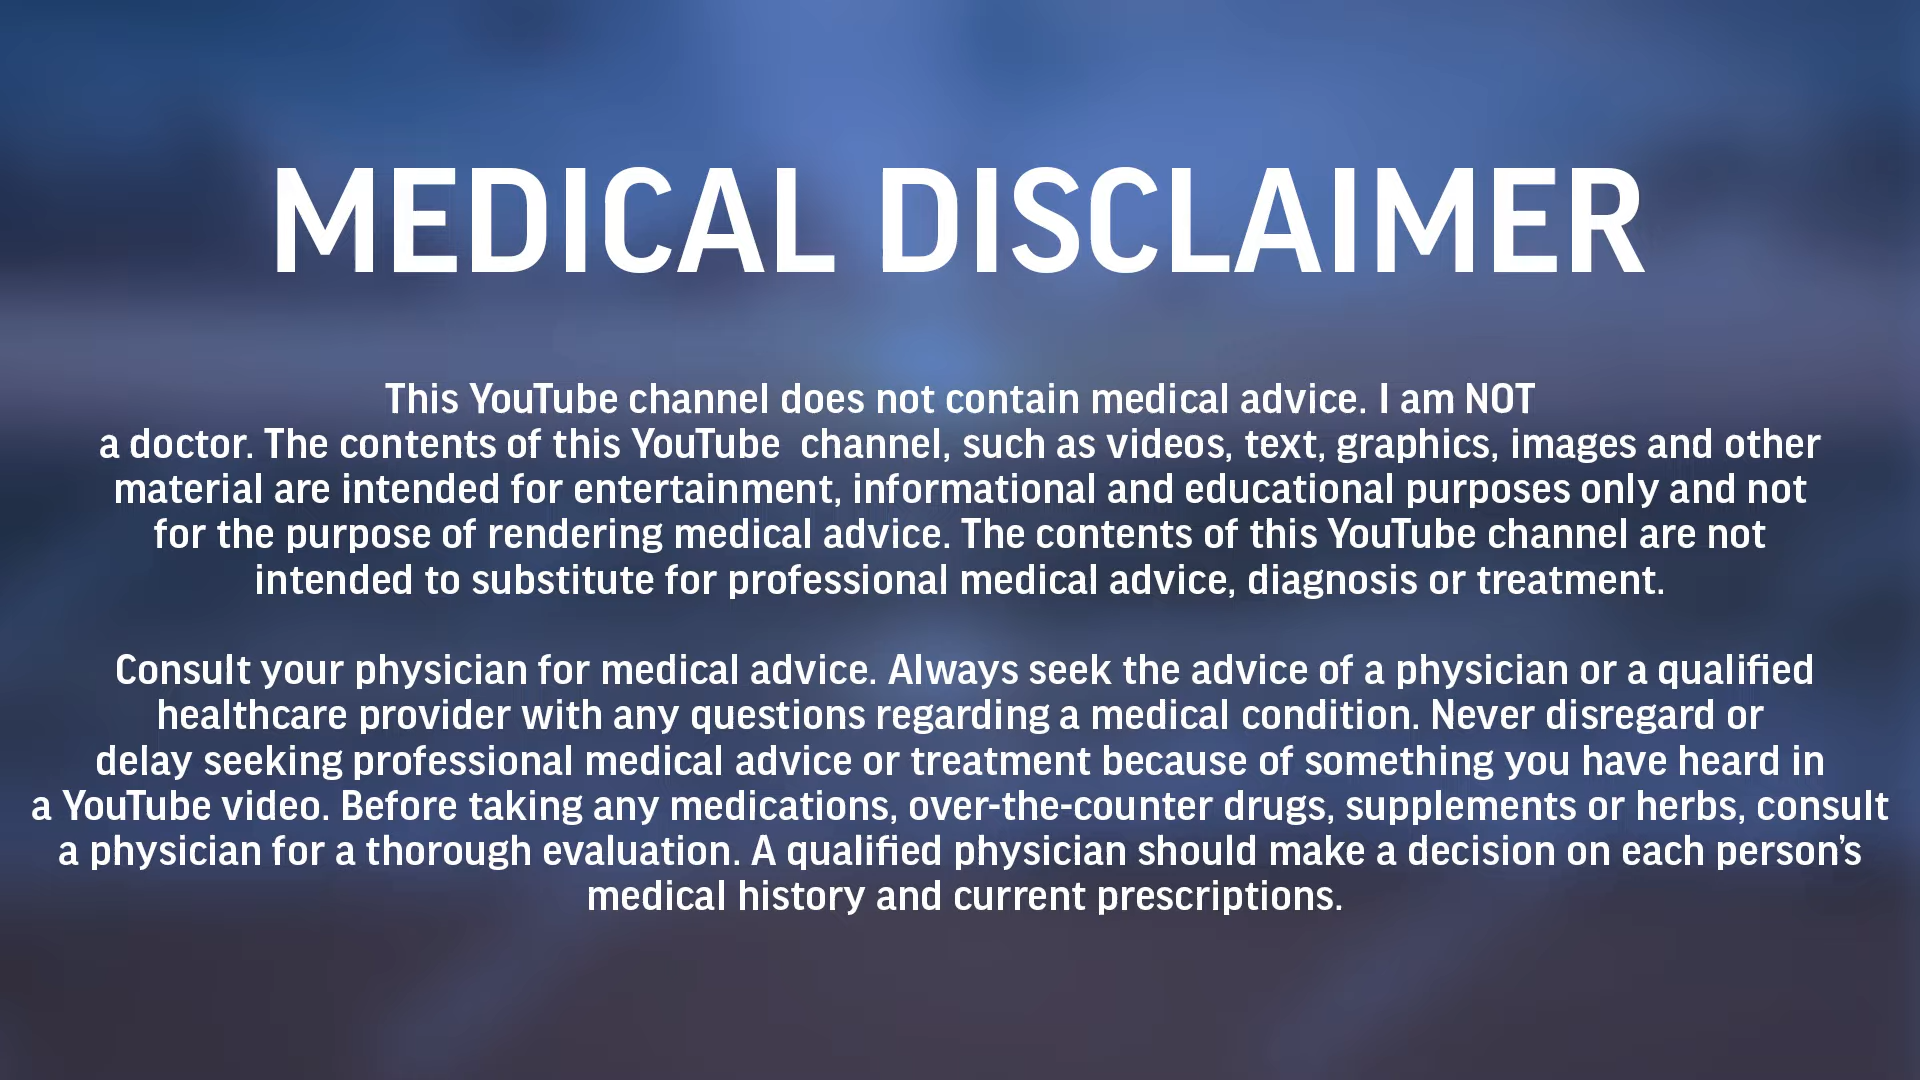 MEDICAL DISCLAIMER
This YouTube channel does not contain medical advice. I am NOT
a doctor. The contents of this YouTube  channel, such as videos, text, graphics, images and other
material are intended for entertainment, informational and educational purposes only and not
for the purpose of rendering medical advice. The contents of this YouTube channel are not
intended to substitute for professional medical advice, diagnosis or treatment.
Consult your physician for medical advice. Always seek the advice of a physician or a qualified
healthcare provider with any questions regarding a medical condition. Never disregard or
delay seeking professional medical advice or treatment because of something you have heard in
a YouTube video. Before taking any medications, over-the-counter drugs, supplements or herbs, consult
a physician for a thorough evaluation. A qualified physician should make a decision on each person’s
medical history and current prescriptions.